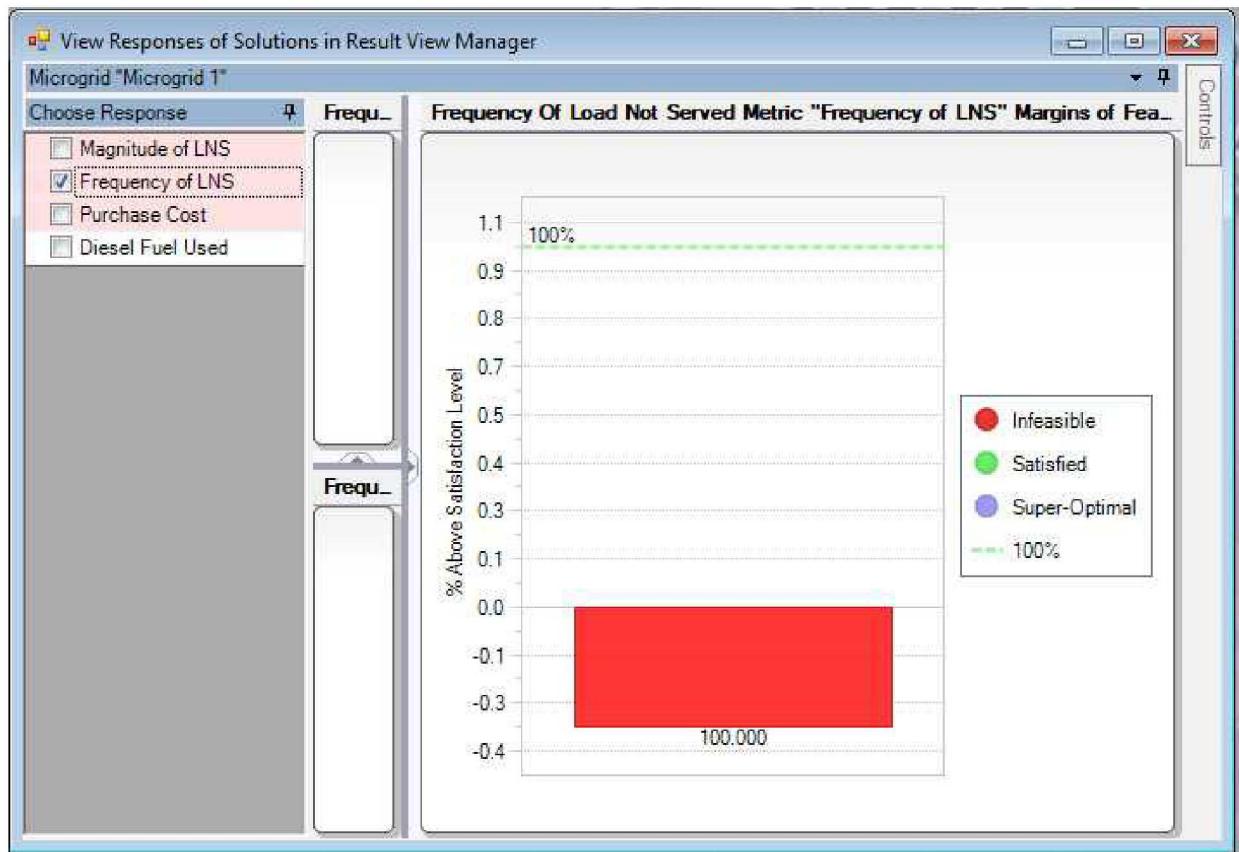 View Responses of Solutions in Result View Manager
Microgrid "Microgrid 1"
Choose Response
Magnitude of LNS
Frequency of LNS
Purchase Cost
Diesel Fuel Used
Frequ...
Frequ...
Frequency Of Load Not Served Metric "Frequency of LNS" Margins of Fea...
% Above Satisfaction Level
1.1
0.9
0.8
0.7
0.5
0.4
0.3
0.1
0.0
-0.1
-0.3
-0.4
100%
100.000
Infeasible
Satisfied
Super-Optimal
100%
Controls